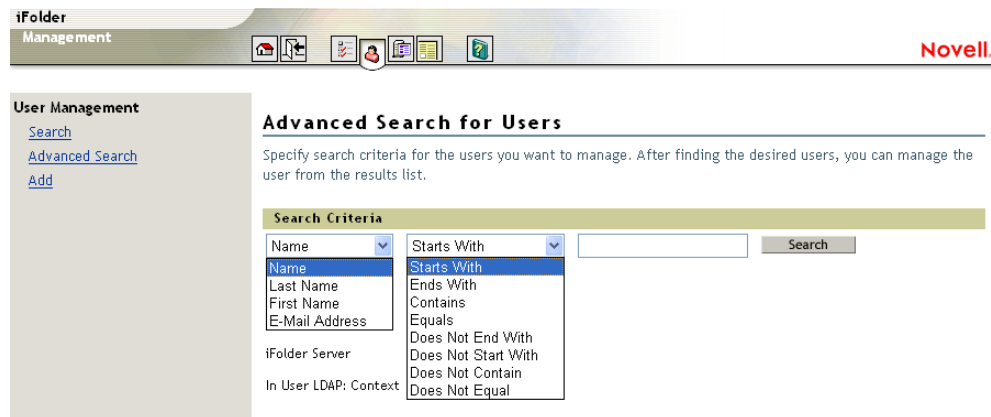 iFolder
Management
Novell.
User Management
Search
Advanced Search
Add
Advanced Search for Users
Specify search criteria for the users you want to manage. After finding the desired users, you can manage the
user from the results list.
Search Criteria
Name
Starts With
Search
Name
Last Name
First Name
E-Mail Address
Starts With
Ends With
Contains
Equals
Does Not End With
Does Not Start With
Does Not Contain
Does Not Equal
iFolder Server
In User LDAP: Context